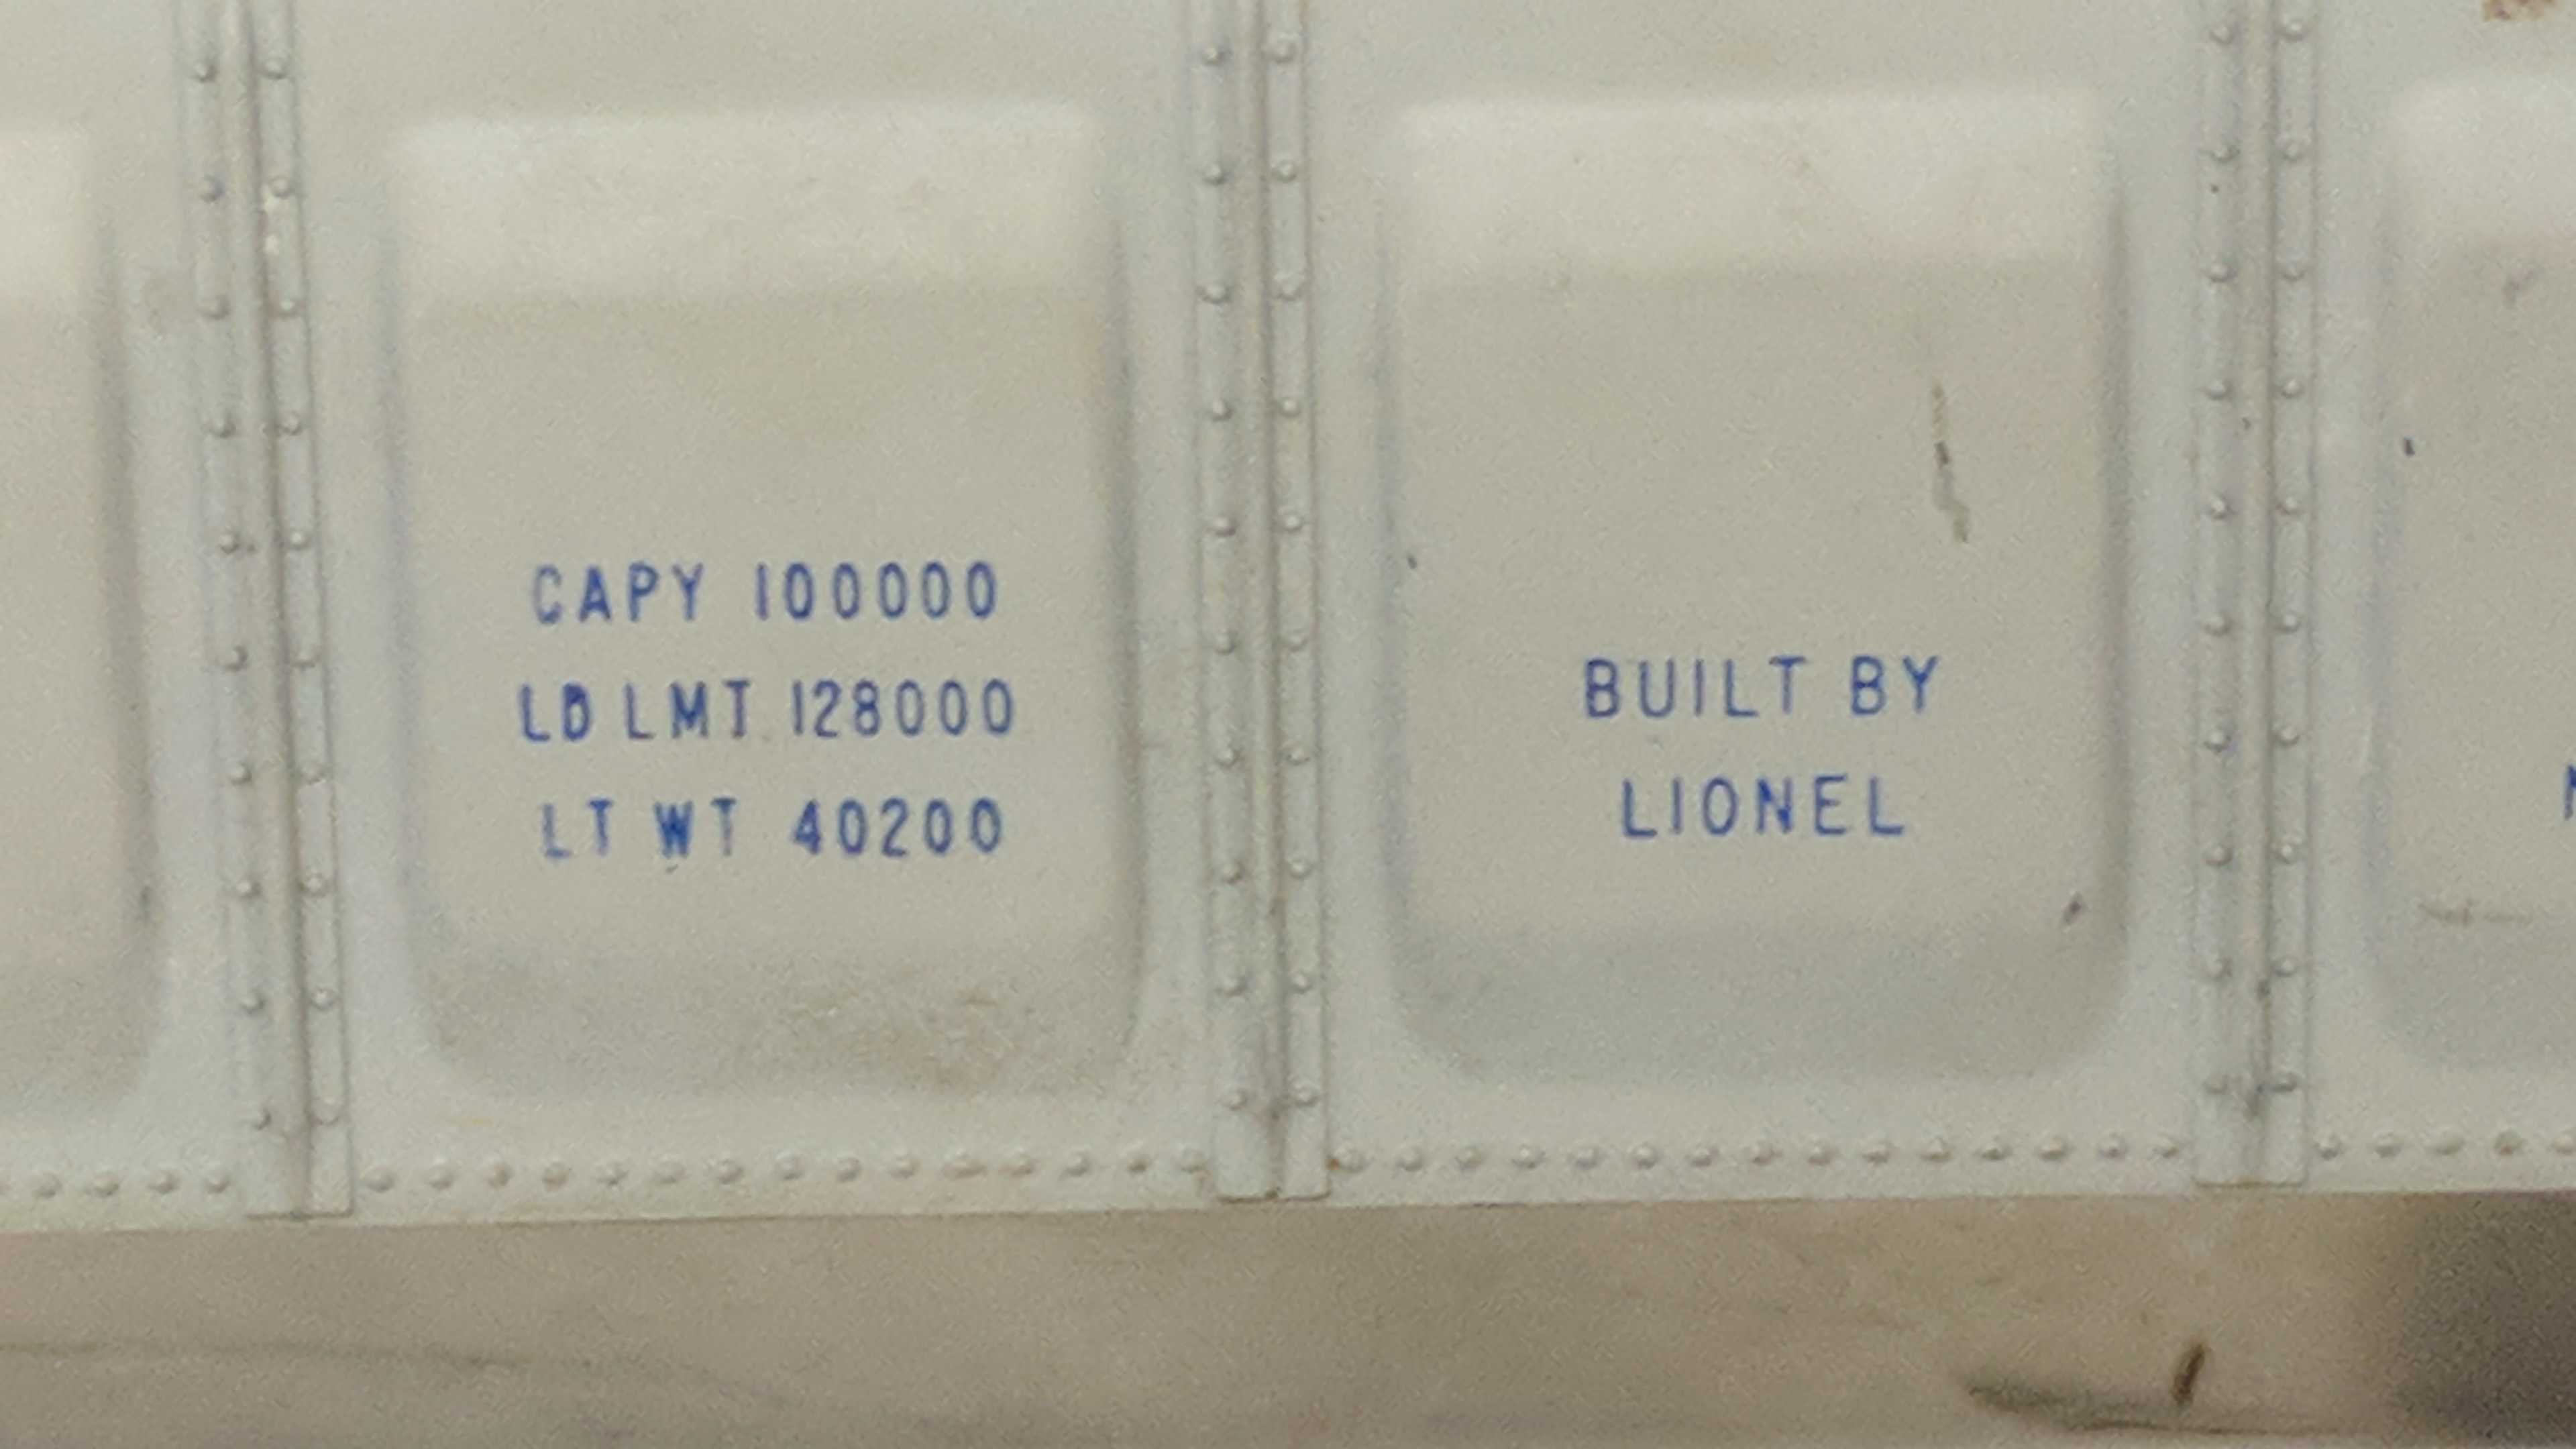 CAPY 100000
LD LMT 128000
LT WT 40200
BUILT BY
LIONEL